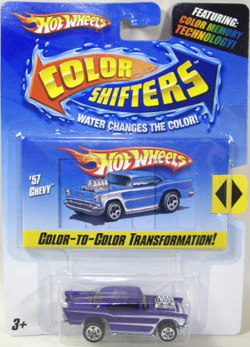 HOT WHEELS
FEATURING:
COLOR MEMORY
TECHNOLOGY!
COLOR
SHIFTERS
WATER CHANGES THE COLOR!
HOT WHEELS
'57
CHEVY
COLOR-TO-COLOR TRANSFORMATION!
3+